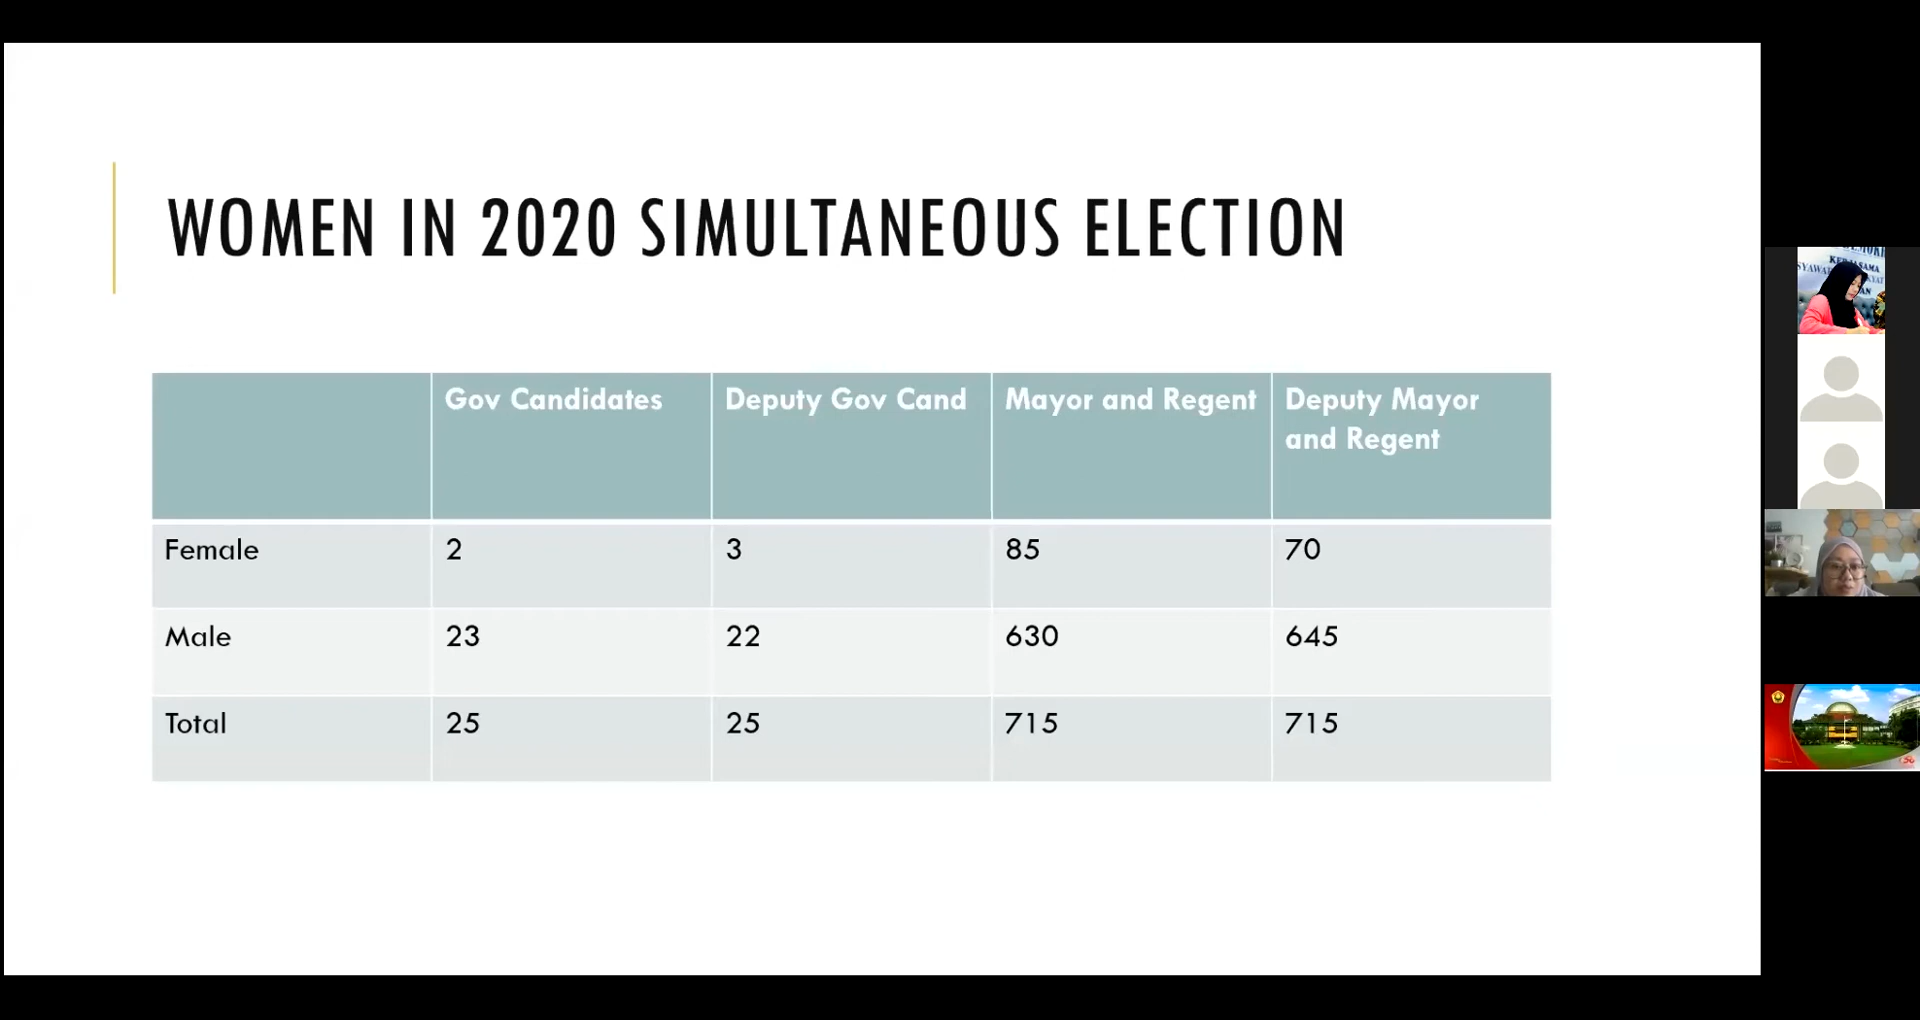 WOMEN IN 2020 SIMULTANEOUS ELECTION
Gov Candidates Deputy Gov Cand Mayor and Regent Deputy Mayor and Regent
Female 2 3 85 70
Male 23 22 630 645
Total 25 25 715 715
KERJASAMA